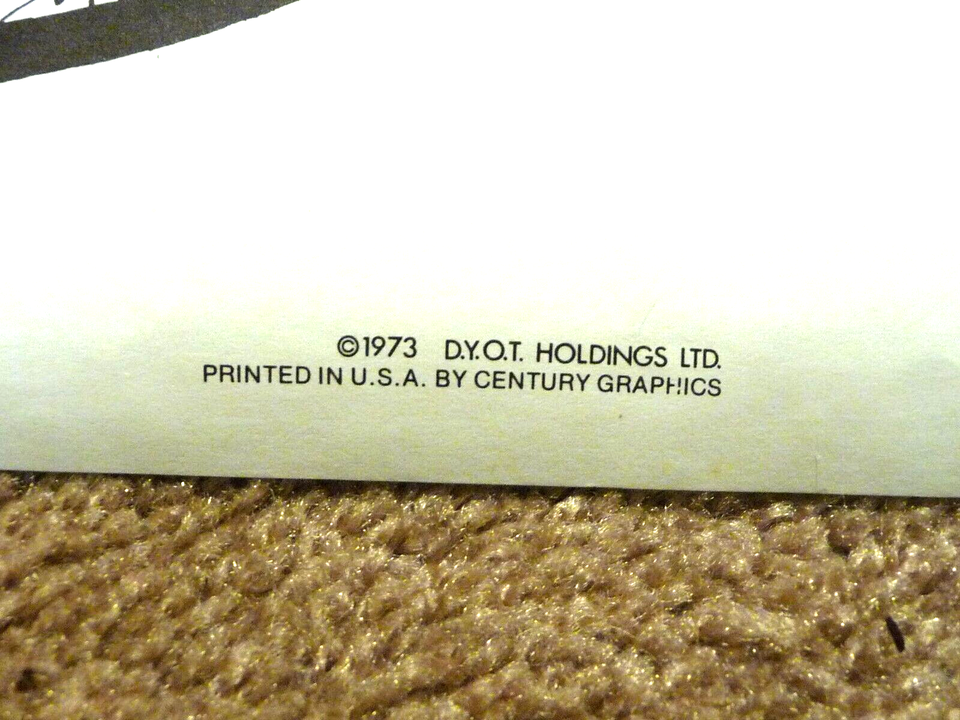 ©1973 D.Y.O.T. HOLDINGS LTD.
PRINTED IN U.S.A. BY CENTURY GRAPHICS